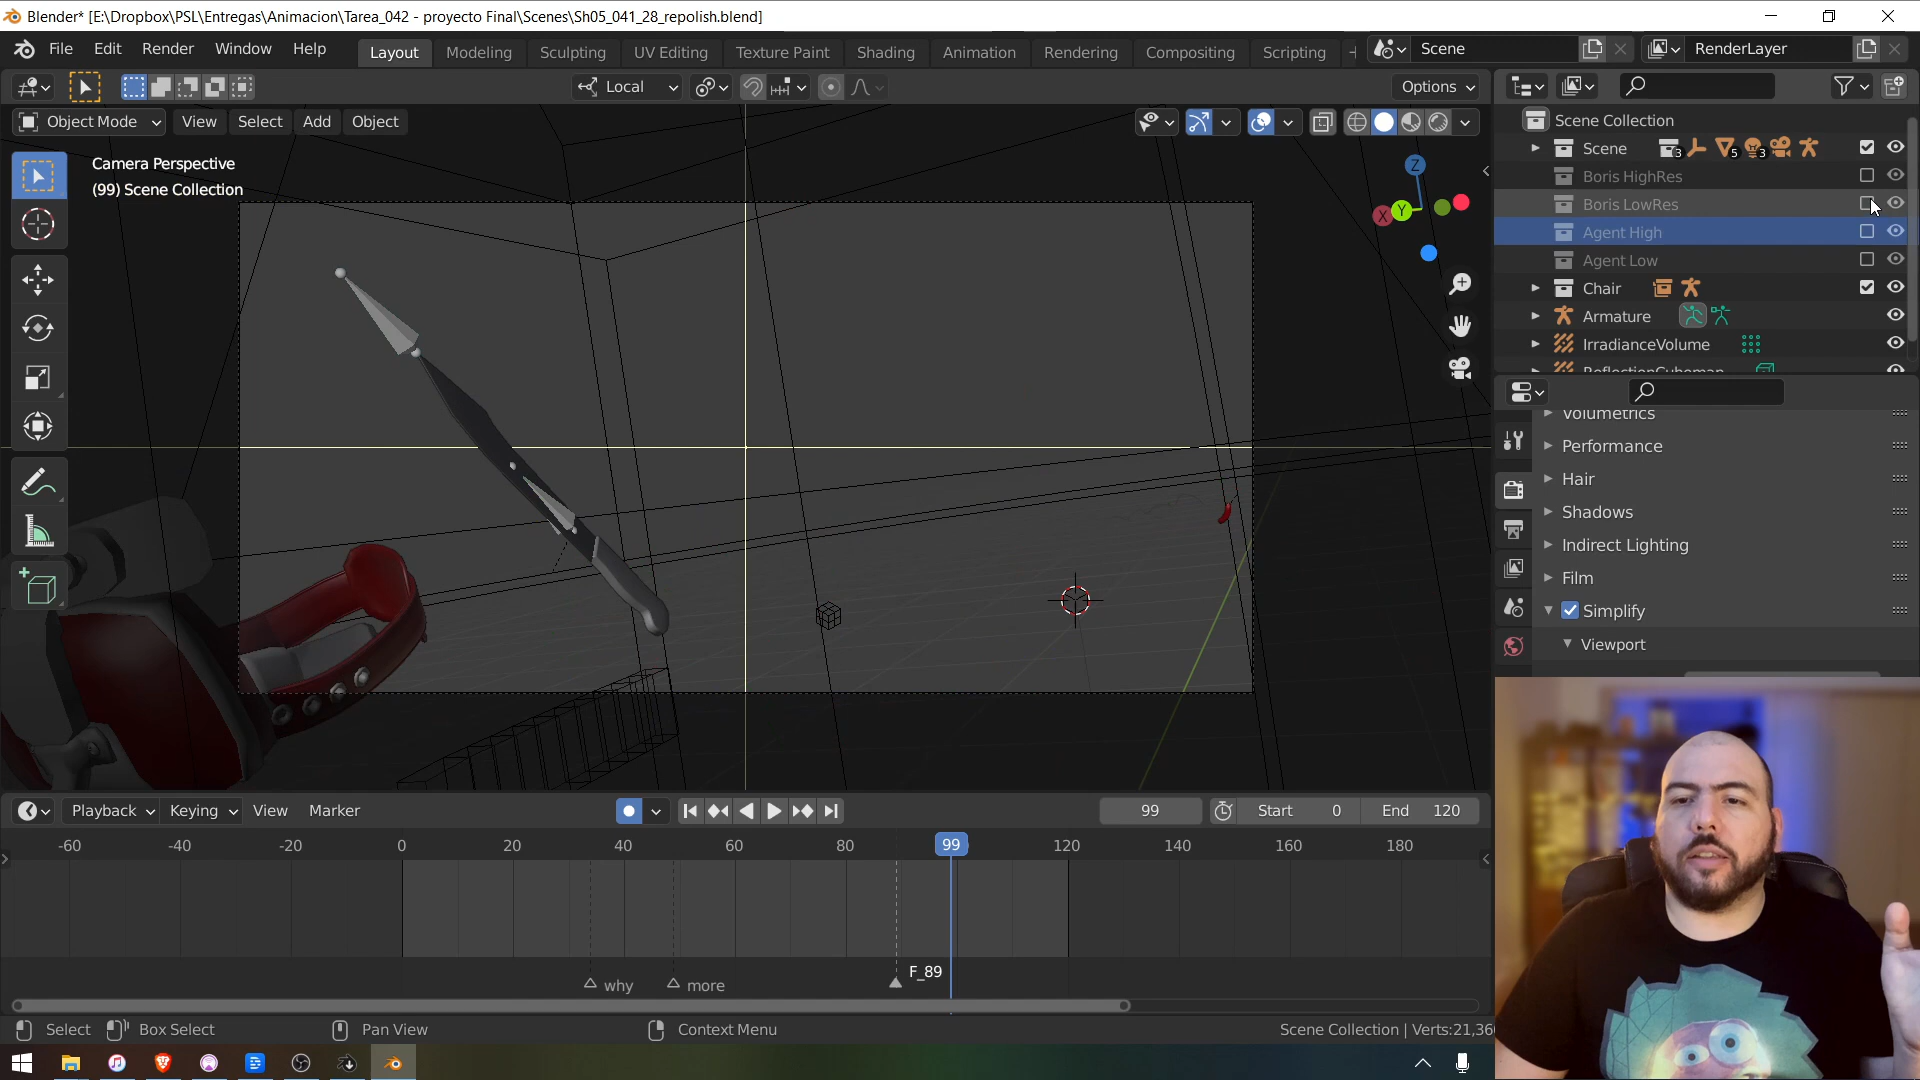 Blender* [E:\Dropbox\PSL\Entregas\Animacion\Tarea_042 - proyecto Final\Scenes\Sh05_041_28_repolish.blend]
File Edit Render Window Help
Layout Modeling Sculpting UV Editing Texture Paint Shading Animation Rendering Compositing Scripting
Scene RenderLayer
Local
Options
Object Mode View Select Add Object
Camera Perspective
(99) Scene Collection
Z
X
Y
Scene Collection
Scene 3 5 3
Boris HighRes
Boris LowRes
Agent High
Agent Low
Chair
Armature
IrradianceVolume
ReflectionCubemap
Volumetrics
Performance
Hair
Shadows
Indirect Lighting
Film
Simplify
Viewport
Playback Keying View Marker
99 Start 0 End 120
-60 -40 -20 0 20 40 60 80 99 120 140 160 180
F_89
why more
Select Box Select Pan View Context Menu
Scene Collection | Verts:21,36